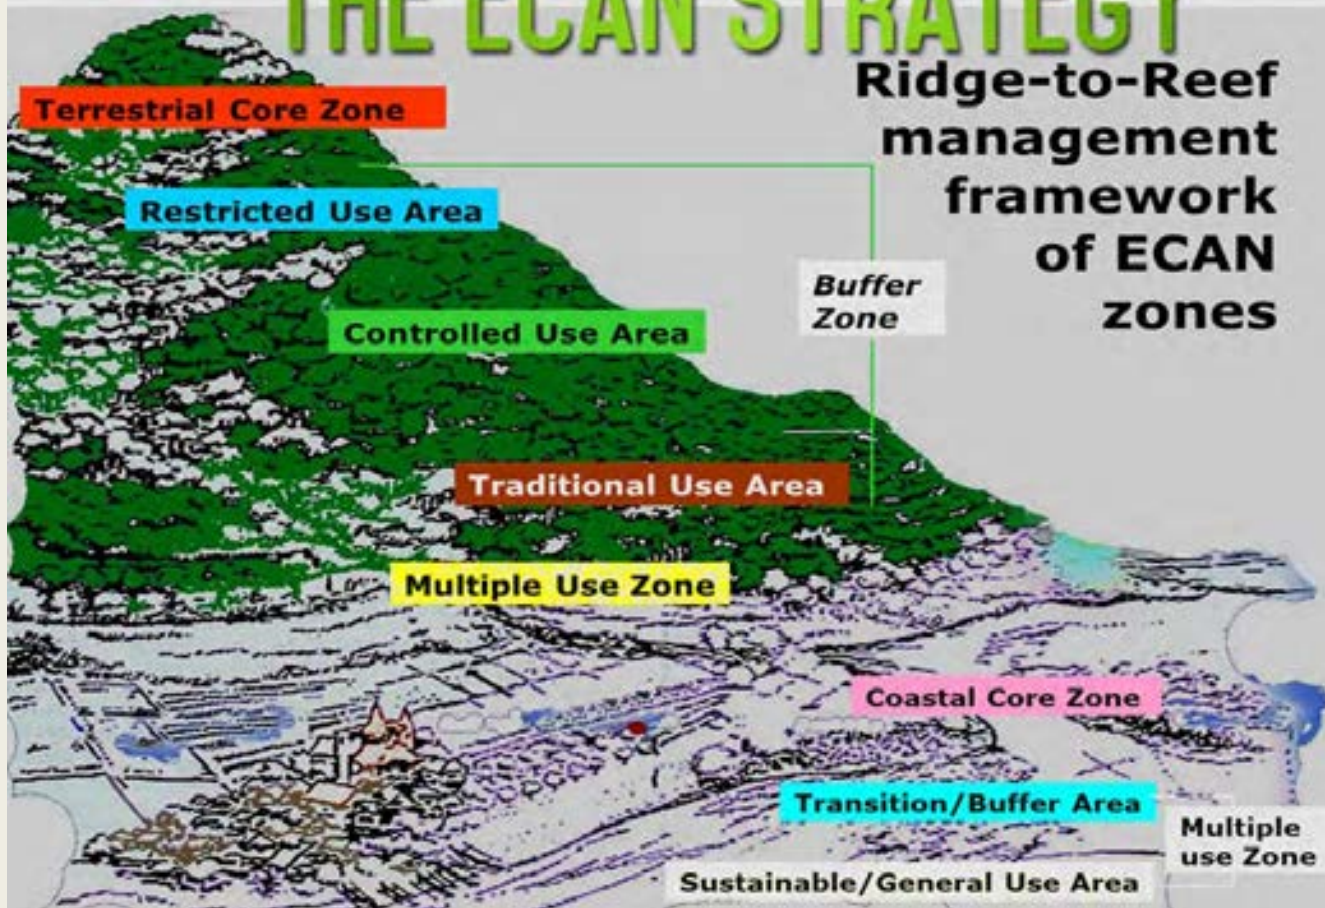 THE ECAN STRATEGY
Ridge-to-Reef
management
framework
of ECAN
zones
Terrestrial Core Zone
Restricted Use Area
Buffer
Zone
Controlled Use Area
Traditional Use Area
Multiple Use Zone
Coastal Core Zone
Transition/Buffer Area
Multiple
use Zone
Sustainable/General Use Area